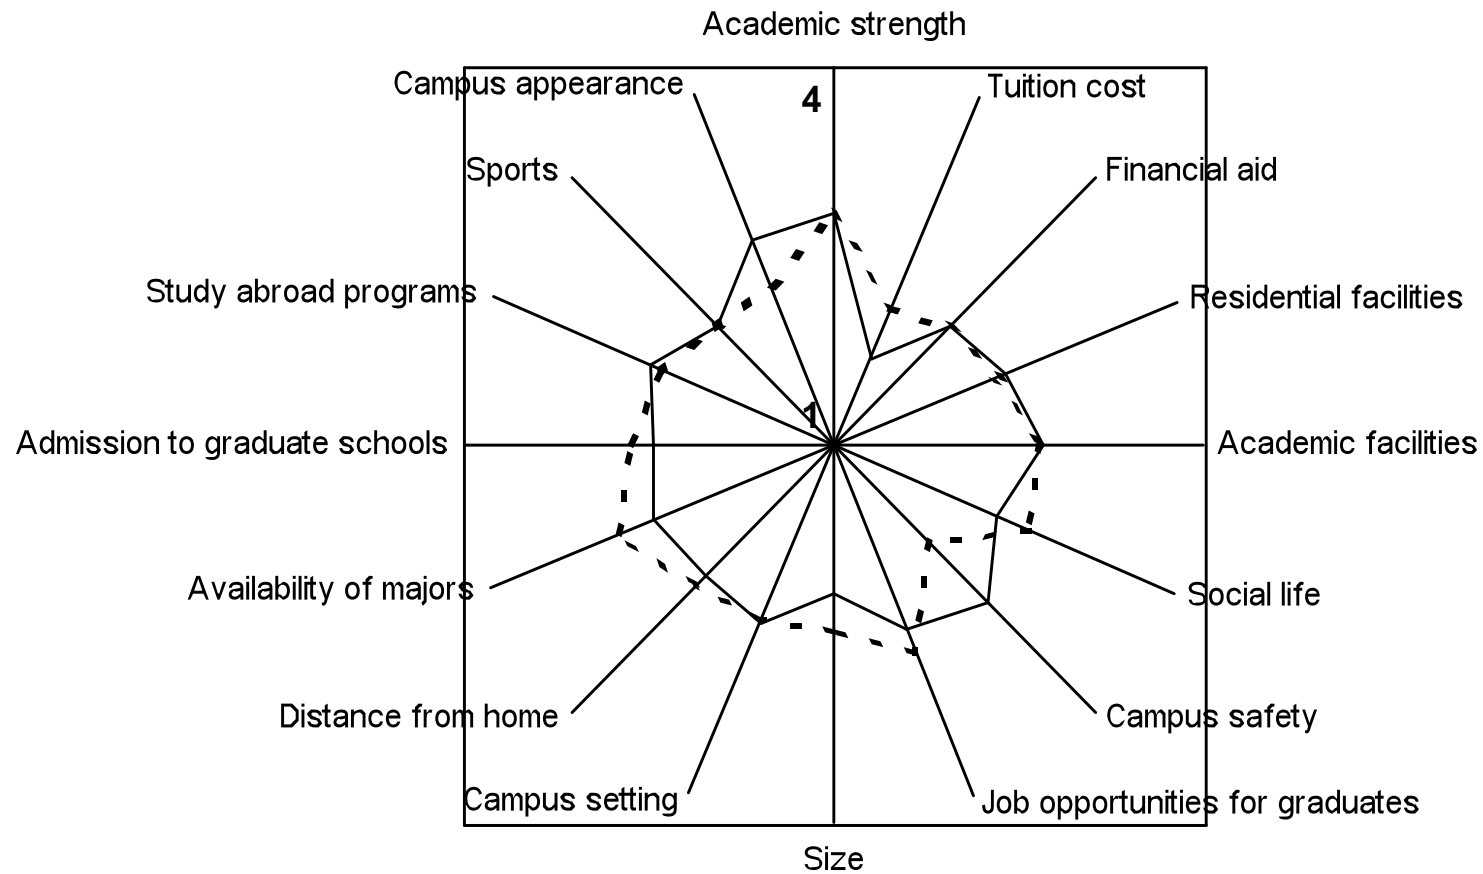 Academic strength
Campus appearance
4
Tuition cost
Sports
Financial aid
Study abroad programs
Residential facilities
1
Admission to graduate schools
Academic facilities
Availability of majors
Social life
Distance from home
Campus safety
Campus setting
Job opportunities for graduates
Size